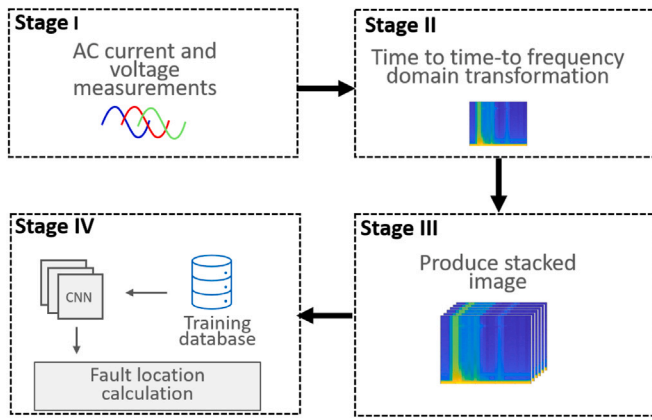 Stage I
AC current and
voltage
measurements
Stage II
Time to time-to frequency
domain transformation
Stage III
Produce stacked
image
Stage IV
CNN
Training
database
Fault location
calculation